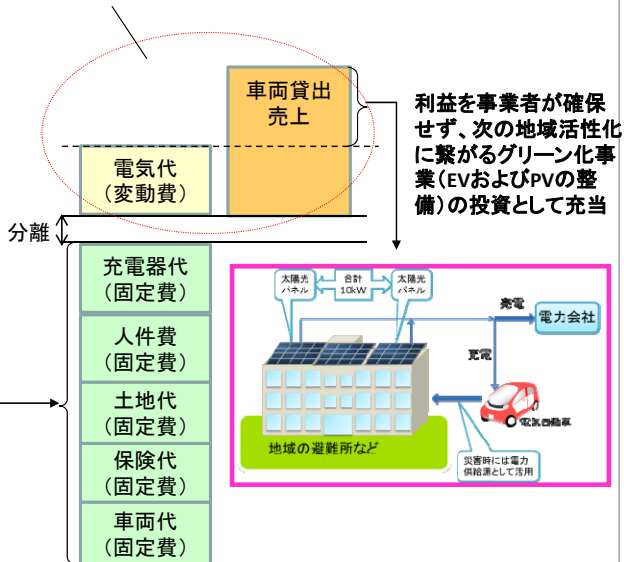 車両貸出
売上
電気代
(変動費)
利益を事業者が確保
せず、次の地域活性化
に繋がるグリーン化事
業(EVおよびPVの整
備)の投資として充当
分離
充電器代
(固定費)
人件費
(固定費)
土地代
(固定費)
保険代
(固定費)
車両代
(固定費)
太陽光
パネル
合計
10kW
太陽光
パネル
売電
電力会社
充電
電気自動車
地域の避難所など
災害時には電力
供給源として活用